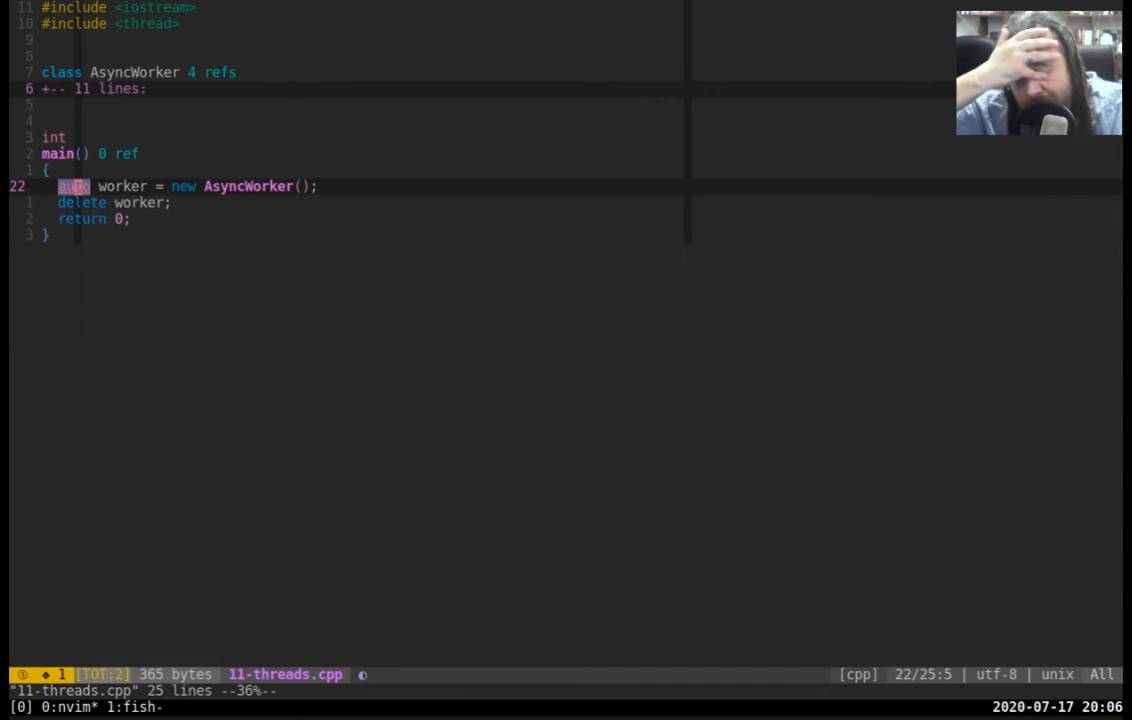 11 #include <iostream>
10 #include <thread>
9
8
7 class AsyncWorker 4 refs
6 +-- 11 lines:
5
4
3 int
2 main() 0 ref
1 {
22 auto worker = new AsyncWorker();
1 delete worker;
2 return 0;
3 }
③ ❖ 1 [TOT:2] 365 bytes 11-threads.cpp ◐ [cpp] 22/25:5 | utf-8 | unix All
"11-threads.cpp" 25 lines --36%--
[0] 0:nvim* 1:fish- 2020-07-17 20:06